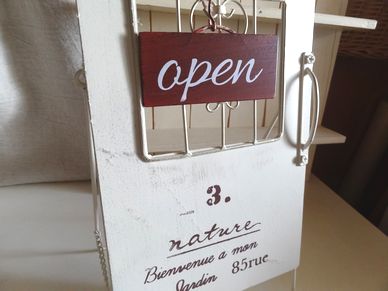 open
3.
nature
Bienvenue a mon
Jardin 85rue